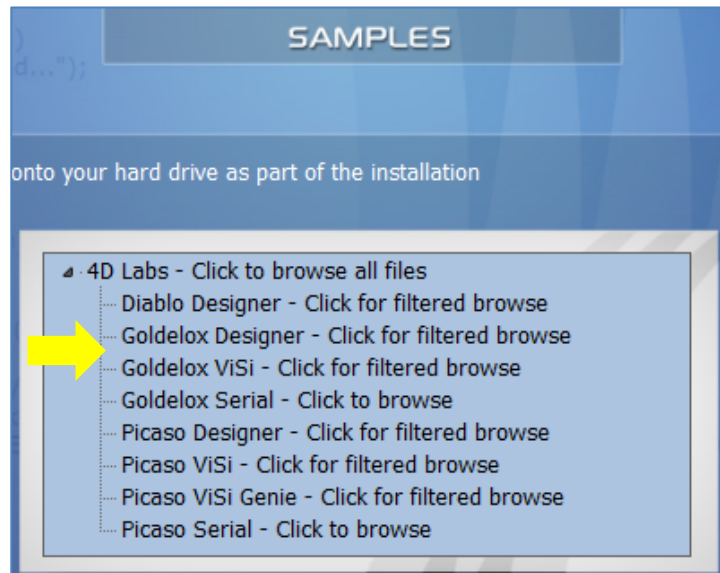 )
d...");
SAMPLES
onto your hard drive as part of the installation
4D Labs - Click to browse all files
Diablo Designer - Click for filtered browse
Goldelox Designer - Click for filtered browse
Goldelox ViSi - Click for filtered browse
Goldelox Serial - Click to browse
Picaso Designer - Click for filtered browse
Picaso ViSi - Click for filtered browse
Picaso ViSi Genie - Click for filtered browse
Picaso Serial - Click to browse